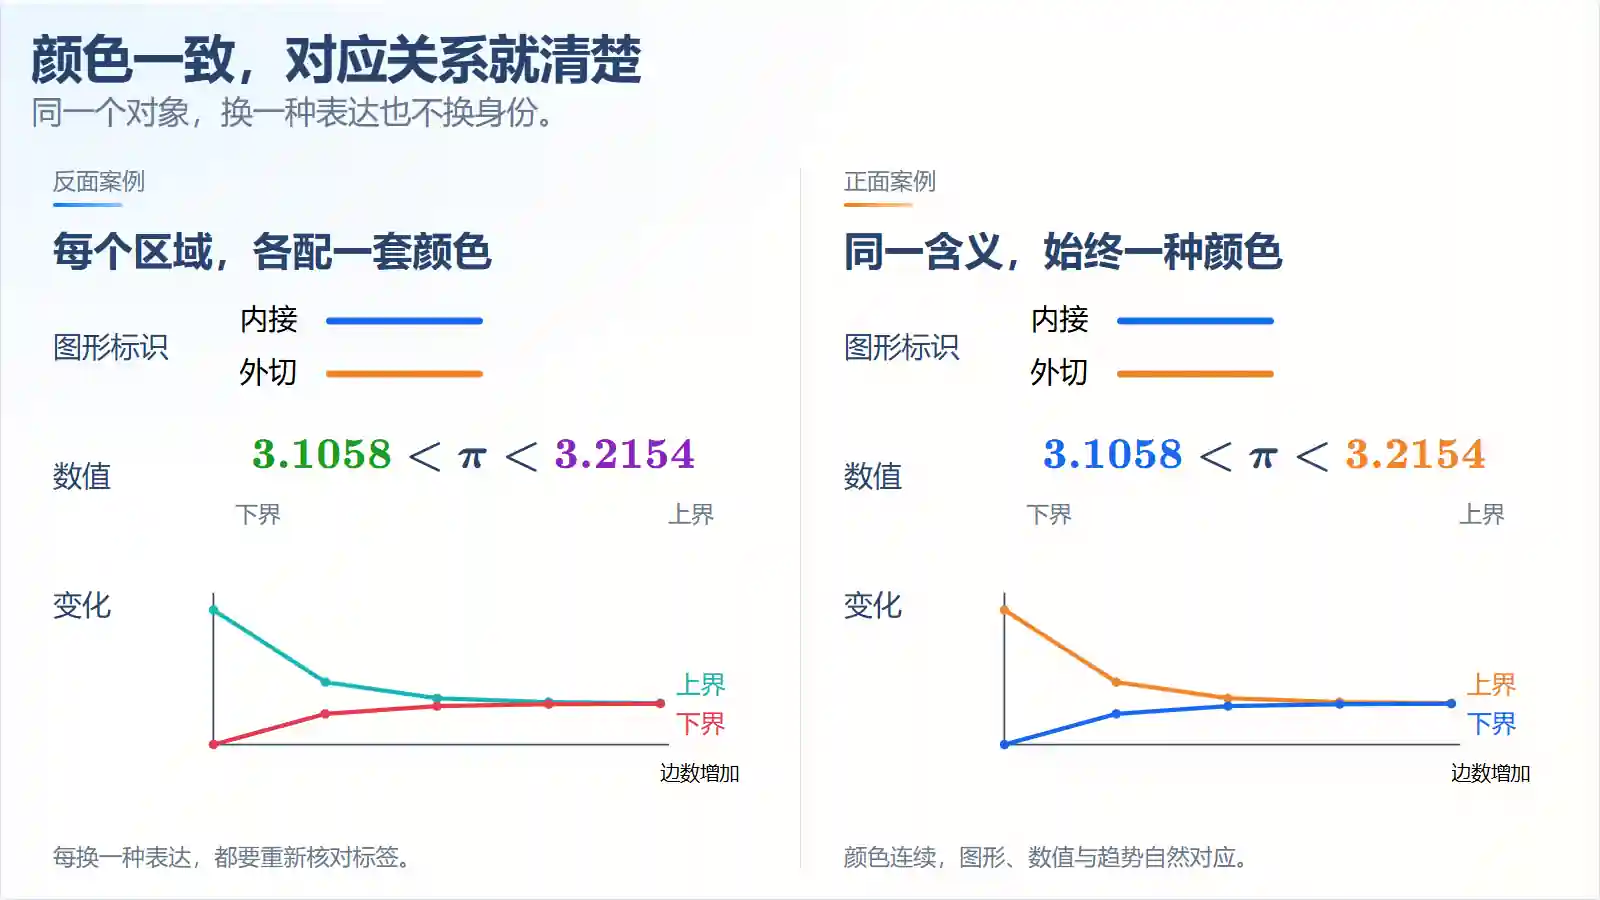 颜色一致，对应关系就清楚
同一个对象，换一种表达也不换身份。
反面案例
每个区域，各配一套颜色
图形标识
内接
外切
数值
3.1058 < π < 3.2154
下界
上界
变化
上界
下界
边数增加
每换一种表达，都要重新核对标签。
正面案例
同一含义，始终一种颜色
图形标识
内接
外切
数值
3.1058 < π < 3.2154
下界
上界
变化
上界
下界
边数增加
颜色连续，图形、数值与趋势自然对应。